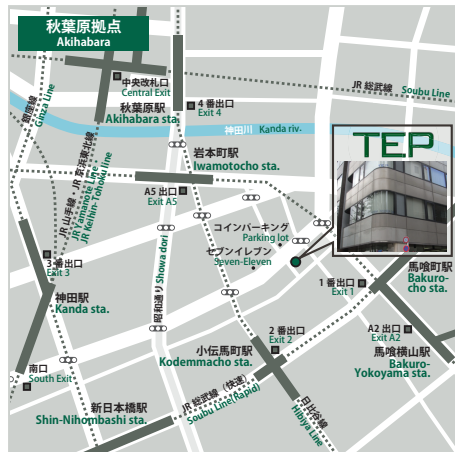 秋葉原拠点
Akihabara
中央改札口
Central Exit
秋葉原駅
Akihabara sta.
4 番出口
Exit 4
JR 総武線
Soubu Line
銀座線
Ginza Line
神田川 Kanda riv.
TEP
岩本町駅
Iwamotocho sta.
JR 京浜東北線
JR 山手線
JR Yamanote Line
JR Keihin-Tohoku line
A5 出口
Exit A5
コインパーキング
Parking lot
セブンイレブン
Seven-Eleven
昭和通り Showa dori
3 番出口
Exit 3
神田駅
Kanda sta.
馬喰町駅
Bakuro-
cho sta.
1 番出口
Exit 1
A2 出口
Exit A2
馬喰横山駅
Bakuro-
Yokoyama sta.
2 番出口
Exit 2
小伝馬町駅
Kodemmacho sta.
南口
South Exit
新日本橋駅
Shin-Nihombashi sta.
JR 総武線（快速）
Soubu Line(Rapid)
日比谷線
Hibiya Line